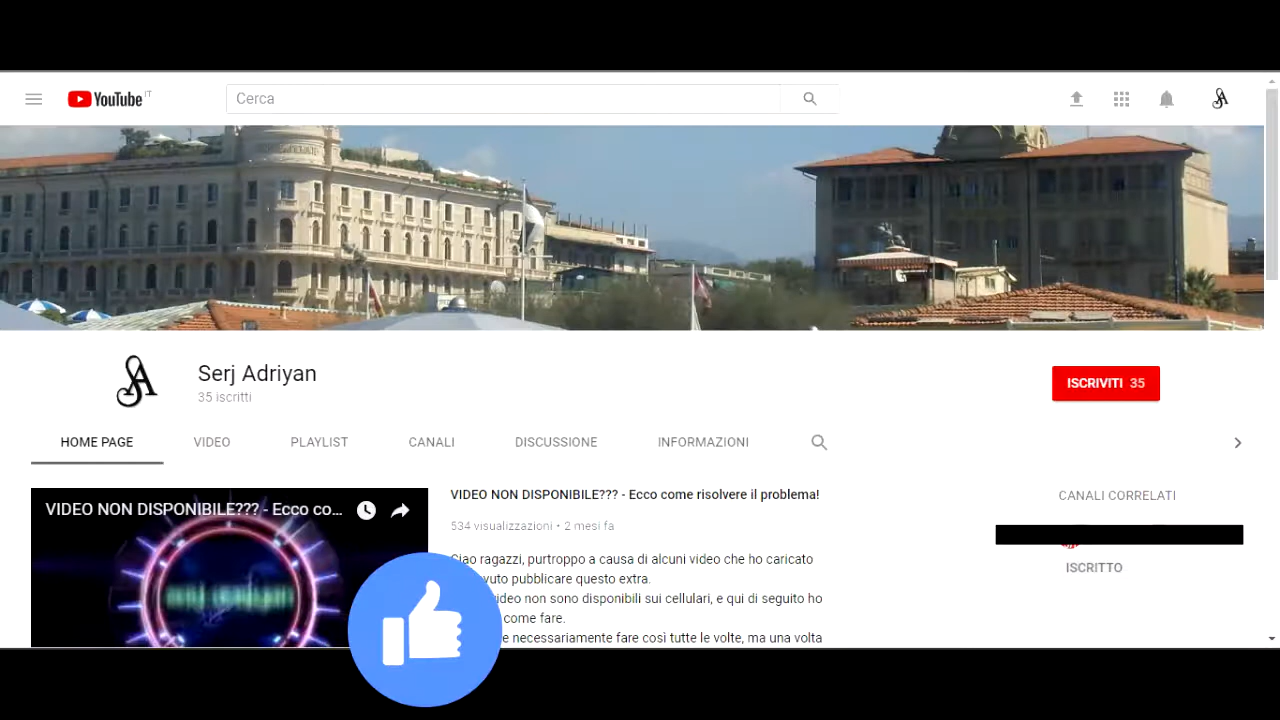 YouTube IT
Cerca
Serj Adriyan
35 iscritti
ISCRIVITI 35
HOME PAGE
VIDEO
PLAYLIST
CANALI
DISCUSSIONE
INFORMAZIONI
VIDEO NON DISPONIBILE??? - Ecco co...
VIDEO NON DISPONIBILE??? - Ecco come risolvere il problema!
534 visualizzazioni • 2 mesi fa
Ciao ragazzi, purtroppo a causa di alcuni video che ho caricato
pubblicare questo extra.
video non sono disponibili sui cellulari, e qui di seguito ho
come fare.
necessariamente fare così tutte le volte, ma una volta
CANALI CORRELATI
ISCRITTO